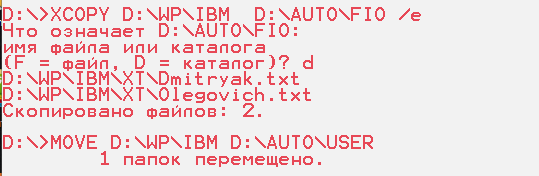 D:\>XCOPY D:\WP\IBM  D:\AUTO\FIO /e
Что означает D:\AUTO\FIO:
имя файла или каталога
(F = файл, D = каталог)? d
D:\WP\IBM\XT\Dmitryak.txt
D:\WP\IBM\XT\Olegovich.txt
Скопировано файлов: 2.
D:\>MOVE D:\WP\IBM D:\AUTO\USER
1 папок перемещено.